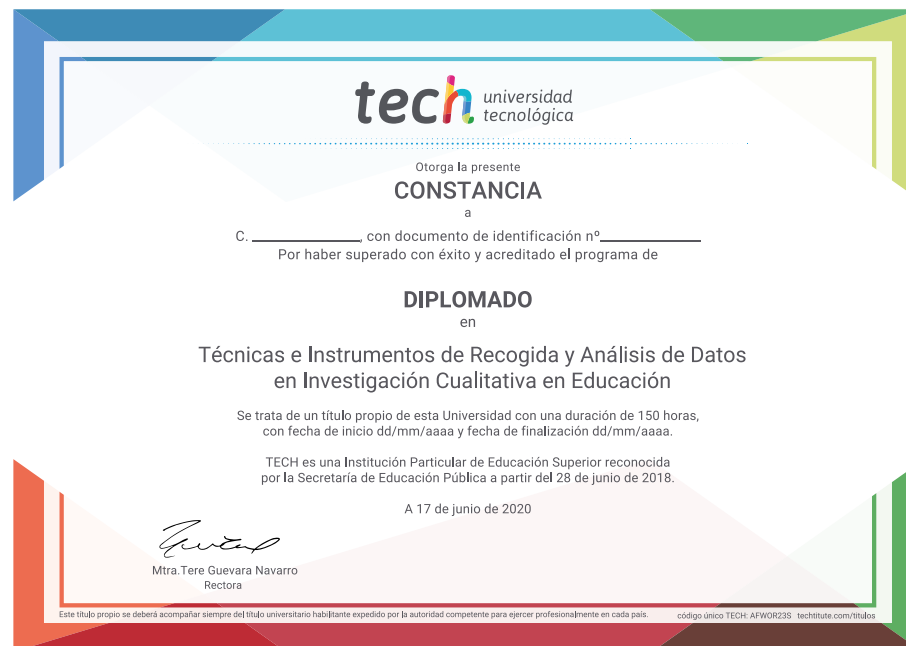 tech universidad
tecnológica
Otorga la presente
CONSTANCIA
a
C. ____________, con documento de identificación nº____________
Por haber superado con éxito y acreditado el programa de
DIPLOMADO
en
Técnicas e Instrumentos de Recogida y Análisis de Datos
en Investigación Cualitativa en Educación
Se trata de un título propio de esta Universidad con una duración de 150 horas,
con fecha de inicio dd/mm/aaaa y fecha de finalización dd/mm/aaaa.
TECH es una Institución Particular de Educación Superior reconocida
por la Secretaría de Educación Pública a partir del 28 de junio de 2018.
A 17 de junio de 2020
Mtra.Tere Guevara Navarro
Rectora
Este título propio se deberá acompañar siempre del título universitario habilitante expedido por la autoridad competente para ejercer profesionalmente en cada país. código único TECH: AFWOR23S techtitute.com/titulos